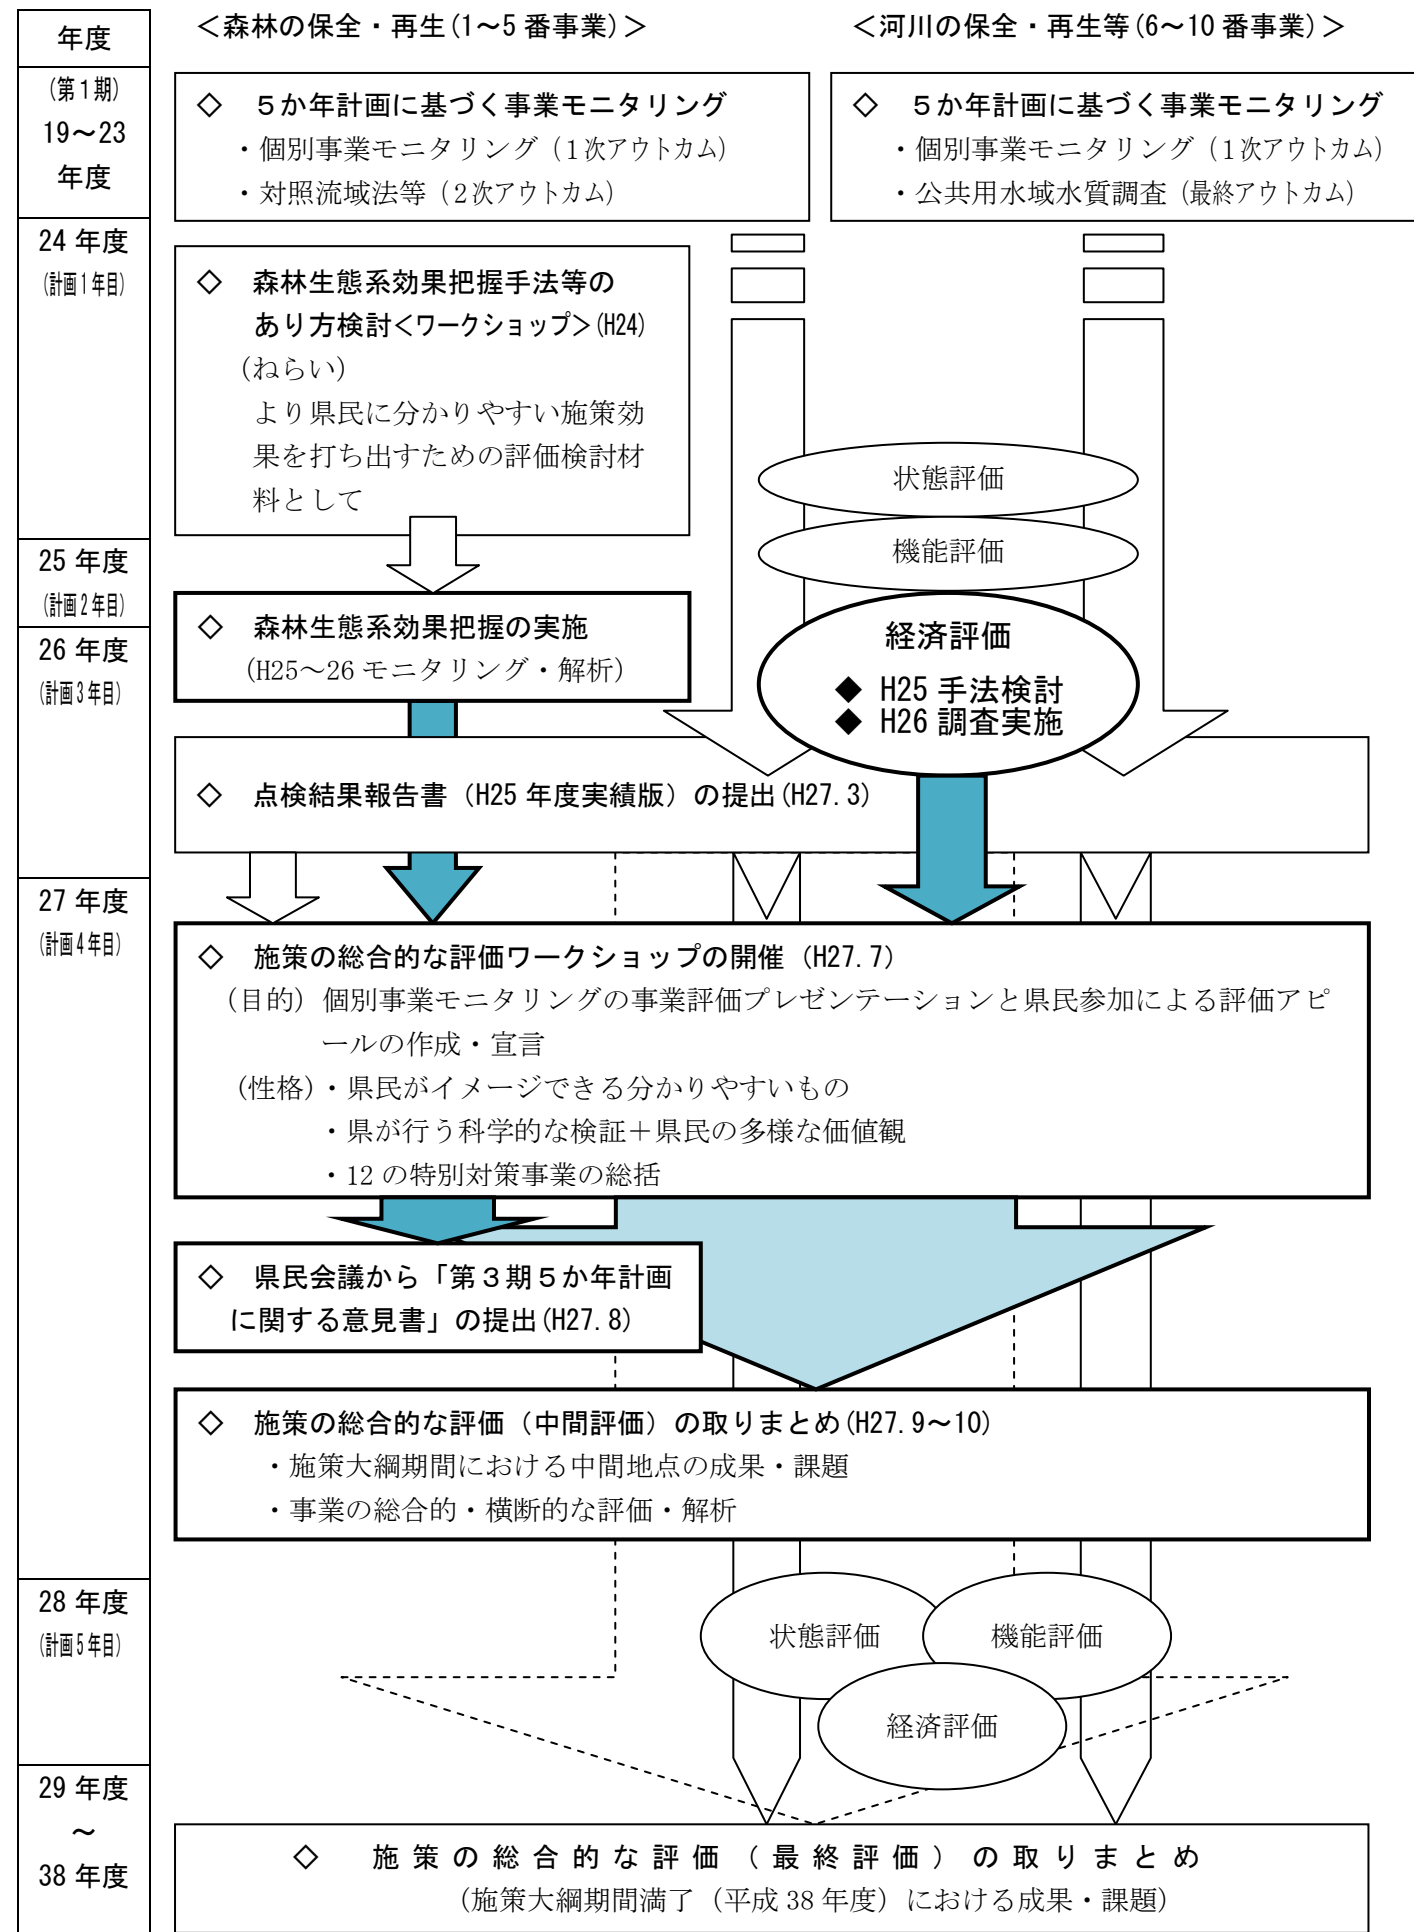 年度
(第1期)
19～23
年度
24 年度
(計画1年目)
25 年度
(計画2年目)
26 年度
(計画3年目)
27 年度
(計画4年目)
28 年度
(計画5年目)
29 年度
～
38 年度
＜森林の保全・再生(1～5 番事業)＞
＜河川の保全・再生等(6～10 番事業)＞
◇　５か年計画に基づく事業モニタリング
・個別事業モニタリング（1次アウトカム）
・対照流域法等（2次アウトカム）
◇　５か年計画に基づく事業モニタリング
・個別事業モニタリング（1次アウトカム）
・公共用水域水質調査（最終アウトカム）
◇　森林生態系効果把握手法等の
あり方検討＜ワークショップ＞(H24)
（ねらい）
より県民に分かりやすい施策効
果を打ち出すための評価検討材
料として
状態評価
機能評価
◇　森林生態系効果把握の実施
（H25～26 モニタリング・解析）
経済評価
◆ H25 手法検討
◆ H26 調査実施
◇　点検結果報告書（H25 年度実績版）の提出(H27.3)
◇　施策の総合的な評価ワークショップの開催（H27.7）
（目的）個別事業モニタリングの事業評価プレゼンテーションと県民参加による評価アピ
ールの作成・宣言
（性格）・県民がイメージできる分かりやすいもの
・県が行う科学的な検証＋県民の多様な価値観
・12 の特別対策事業の総括
◇　県民会議から「第３期５か年計画
に関する意見書」の提出(H27.8)
◇　施策の総合的な評価（中間評価）の取りまとめ(H27.9～10)
・施策大綱期間における中間地点の成果・課題
・事業の総合的・横断的な評価・解析
状態評価
機能評価
経済評価
◇　施策の総合的な評価（最終評価）の取りまとめ
（施策大綱期間満了（平成 38 年度）における成果・課題）